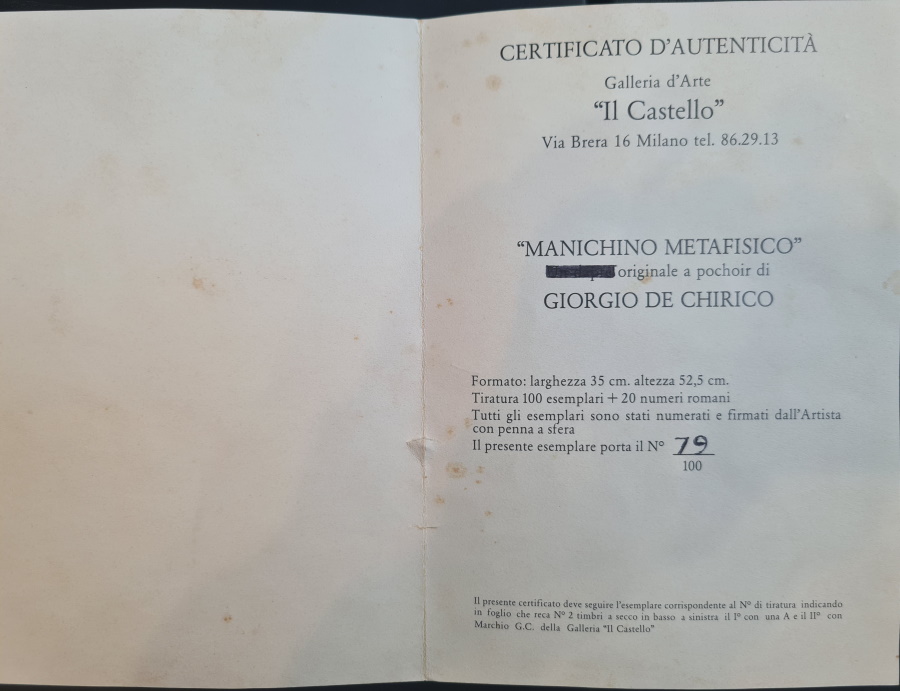 CERTIFICATO D'AUTENTICITÀ
Galleria d'Arte
“Il Castello”
Via Brera 16 Milano tel. 86.29.13
“MANICHINO METAFISICO”
originale a pochoir di
GIORGIO DE CHIRICO
Formato: larghezza 35 cm. altezza 52,5 cm.
Tiratura 100 esemplari + 20 numeri romani
Tutti gli esemplari sono stati numerati e firmati dall'Artista
con penna a sfera
Il presente esemplare porta il N° 79
100
Il presente certificato deve seguire l'esemplare corrispondente al N° di tiratura indicando
in foglio che reca N° 2 timbri a secco in basso a sinistra il I° con una A e il II° con
Marchio G.C. della Galleria "Il Castello"